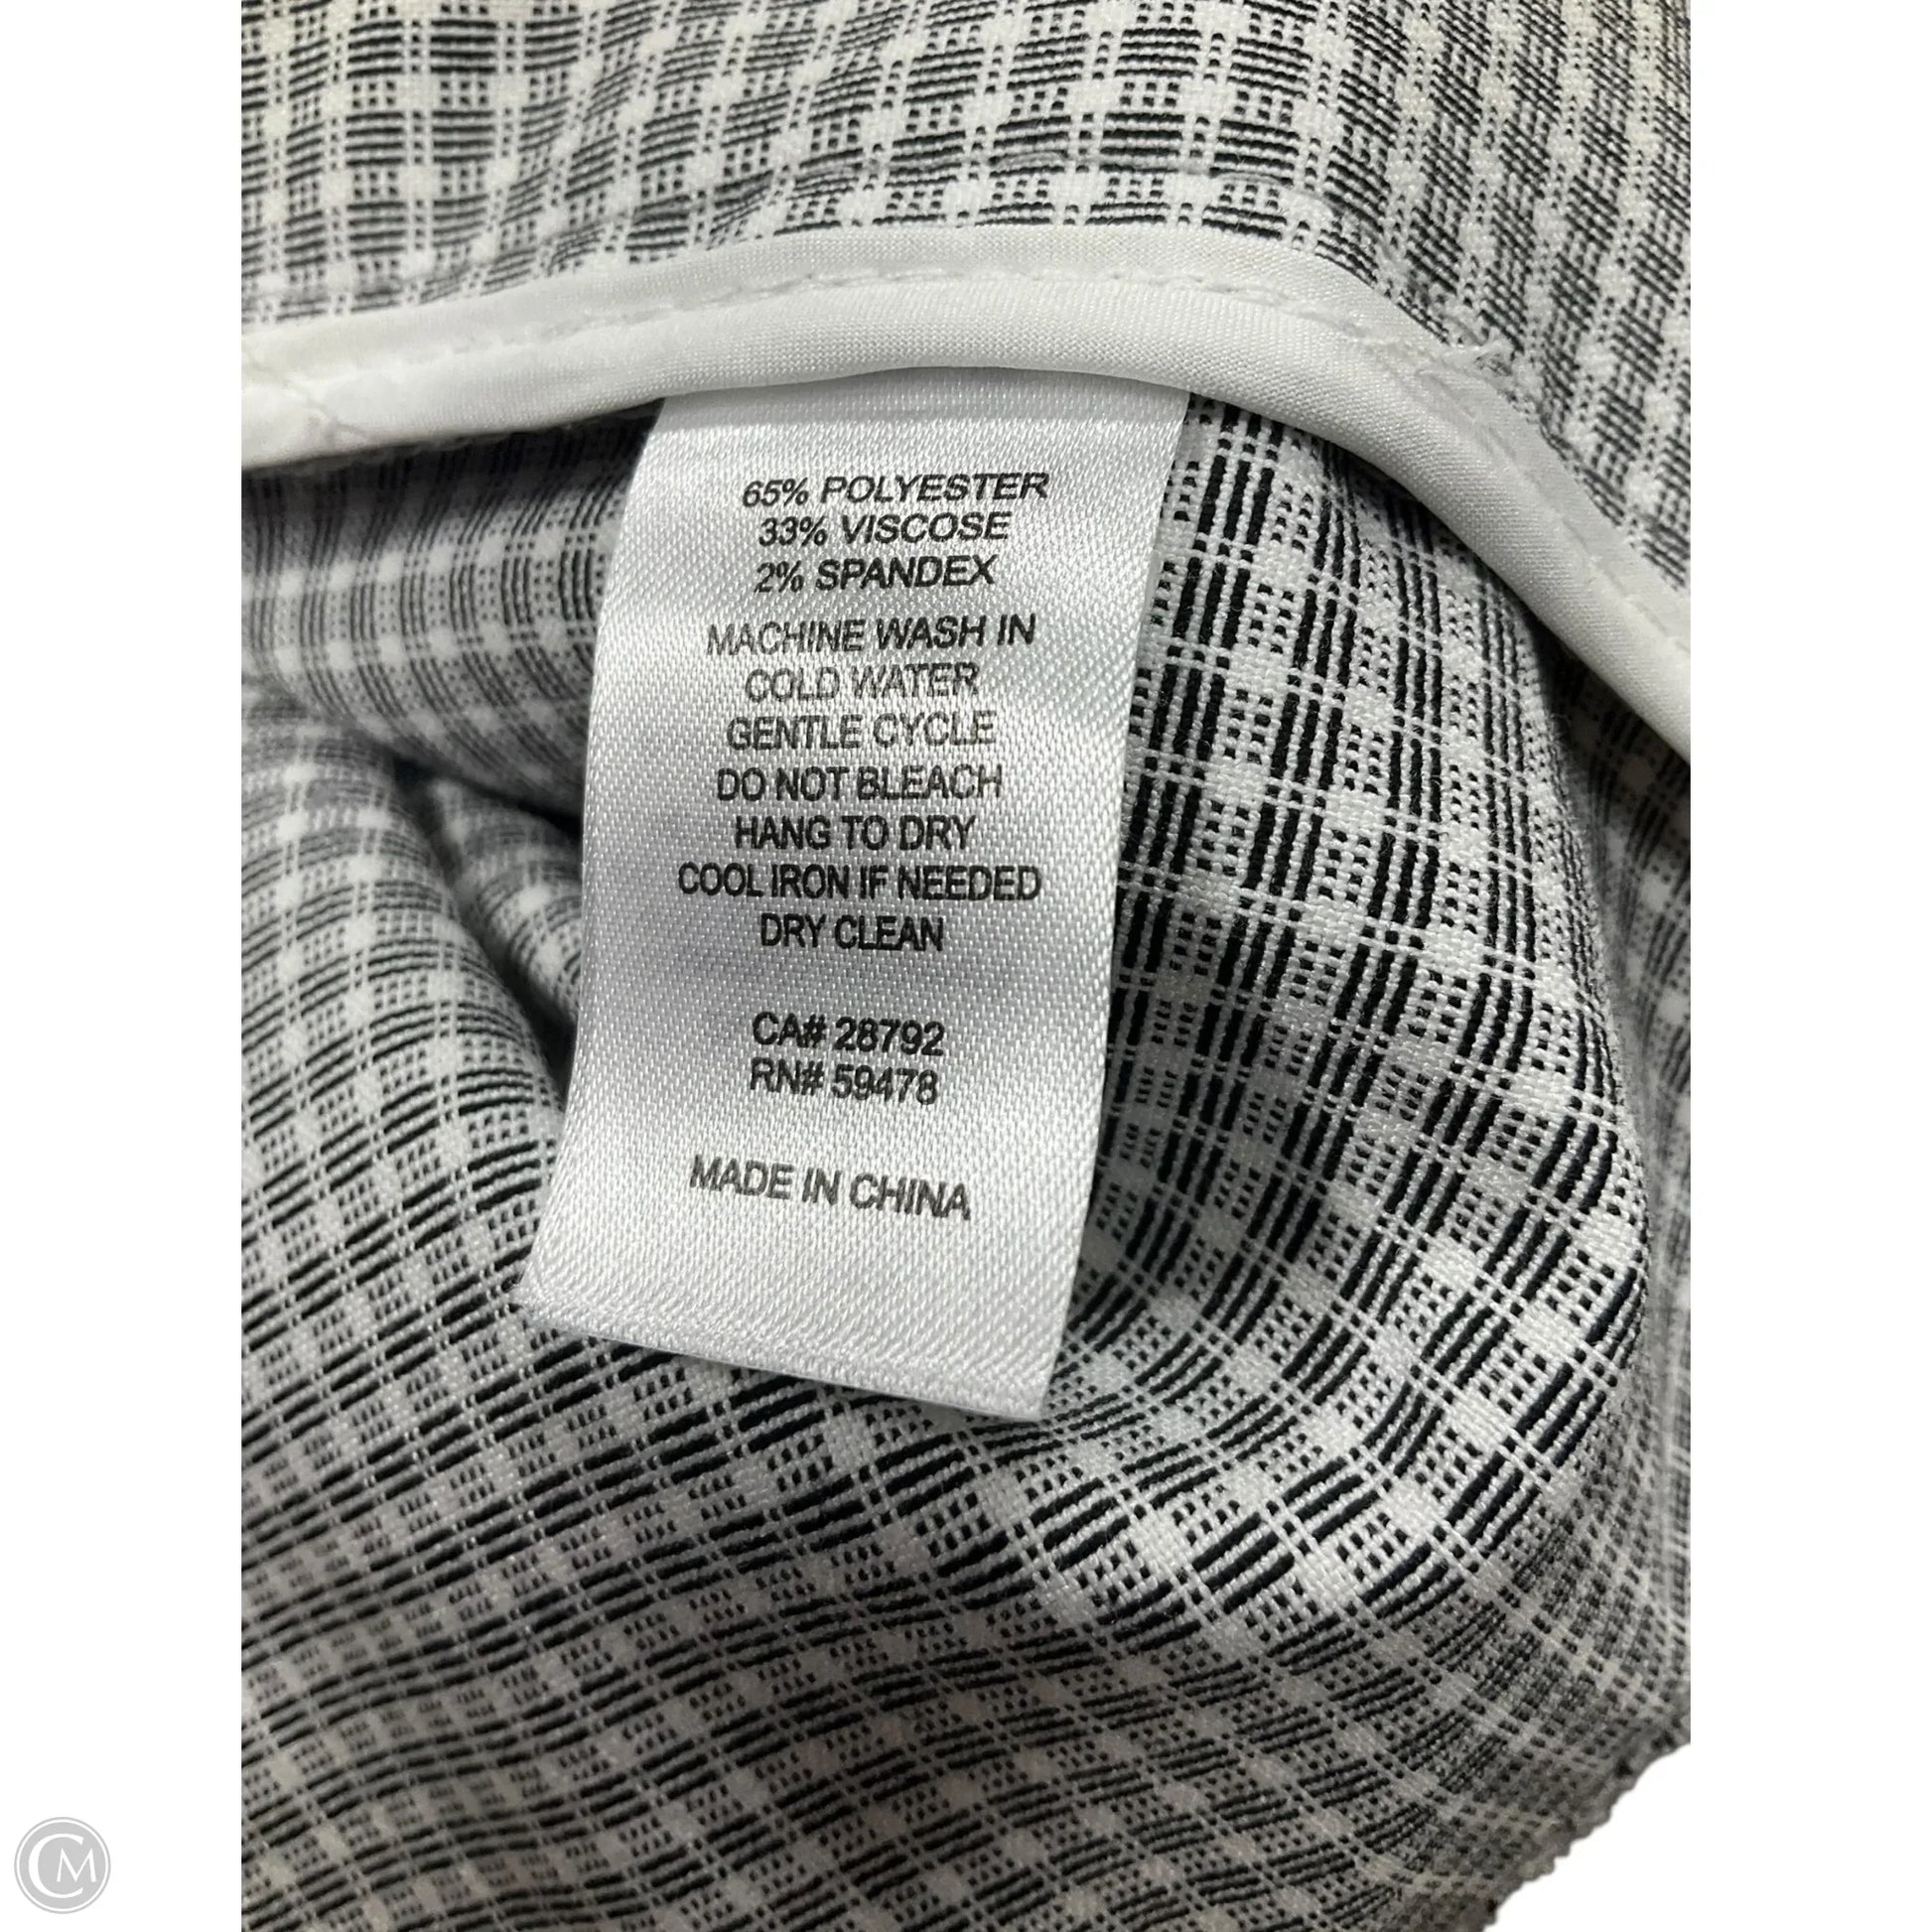 65% POLYESTER
33% VISCOSE
2% SPANDEX
MACHINE WASH IN
COLD WATER
GENTLE CYCLE
DO NOT BLEACH
HANG TO DRY
COOL IRON IF NEEDED
DRY CLEAN
CA# 28792
RN# 59478
MADE IN CHINA
CM